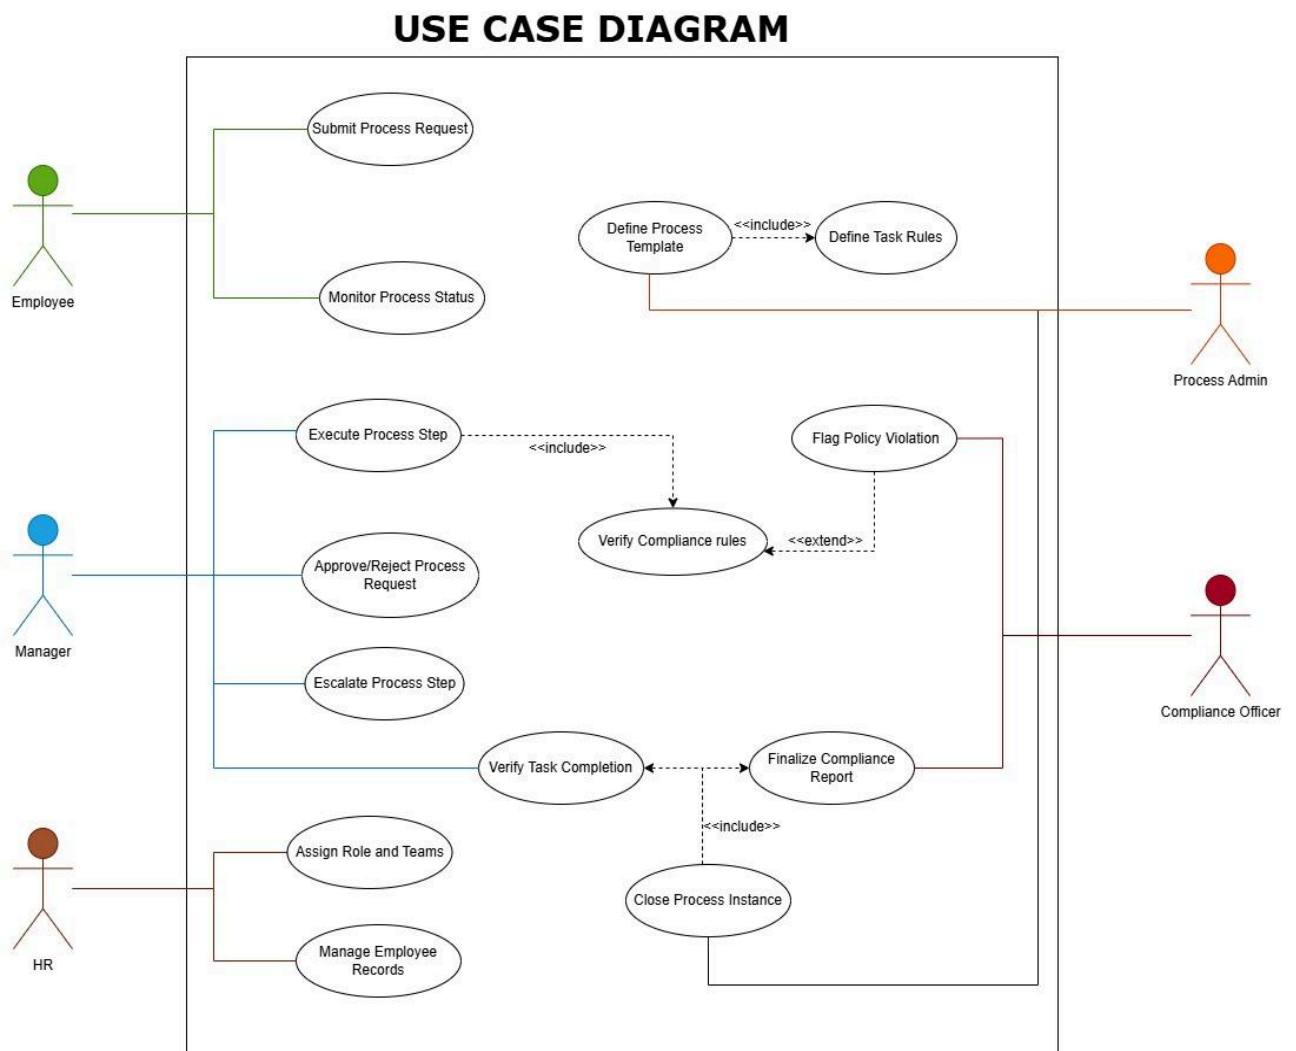 USE CASE DIAGRAM
Submit Process Request
Define Process
Template
<<include>>
Define Task Rules
Employee
Monitor Process Status
Process Admin
Execute Process Step
<<include>>
Flag Policy Violation
Verify Compliance rules
<<extend>>
Approve/Reject Process
Request
Manager
Escalate Process Step
Compliance Officer
Verify Task Completion
Finalize Compliance
Report
<<include>>
Assign Role and Teams
Close Process Instance
HR
Manage Employee
Records